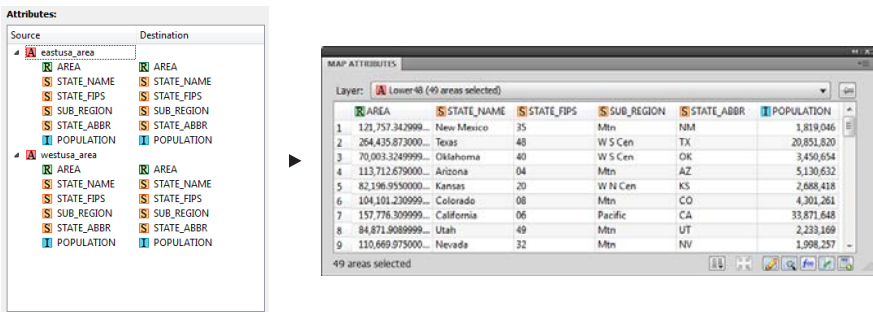 Attributes:
Source Destination
A eastusa_area
R AREA R AREA
S STATE_NAME S STATE_NAME
S STATE_FIPS S STATE_FIPS
S SUB_REGION S SUB_REGION
S STATE_ABBR S STATE_ABBR
I POPULATION I POPULATION
A westusa_area
R AREA R AREA
S STATE_NAME S STATE_NAME
S STATE_FIPS S STATE_FIPS
S SUB_REGION S SUB_REGION
S STATE_ABBR S STATE_ABBR
I POPULATION I POPULATION
MAP ATTRIBUTES
Layer: A Lower48 (49 areas selected)
R AREA S STATE_NAME S STATE_FIPS S SUB_REGION S STATE_ABBR I POPULATION
1 121,757.342999... New Mexico 35 Mtn NM 1,819,046
2 264,435.873000... Texas 48 W S Cen TX 20,851,820
3 70,003.3249999... Oklahoma 40 W S Cen OK 3,450,654
4 113,712.679000... Arizona 04 Mtn AZ 5,130,632
5 82,196.9550000... Kansas 20 W N Cen KS 2,688,418
6 104,101.230999... Colorado 08 Mtn CO 4,301,261
7 157,776.309999... California 06 Pacific CA 33,871,648
8 84,871.9089999... Utah 49 Mtn UT 2,233,169
9 110,669.975000... Nevada 32 Mtn NV 1,998,257
49 areas selected